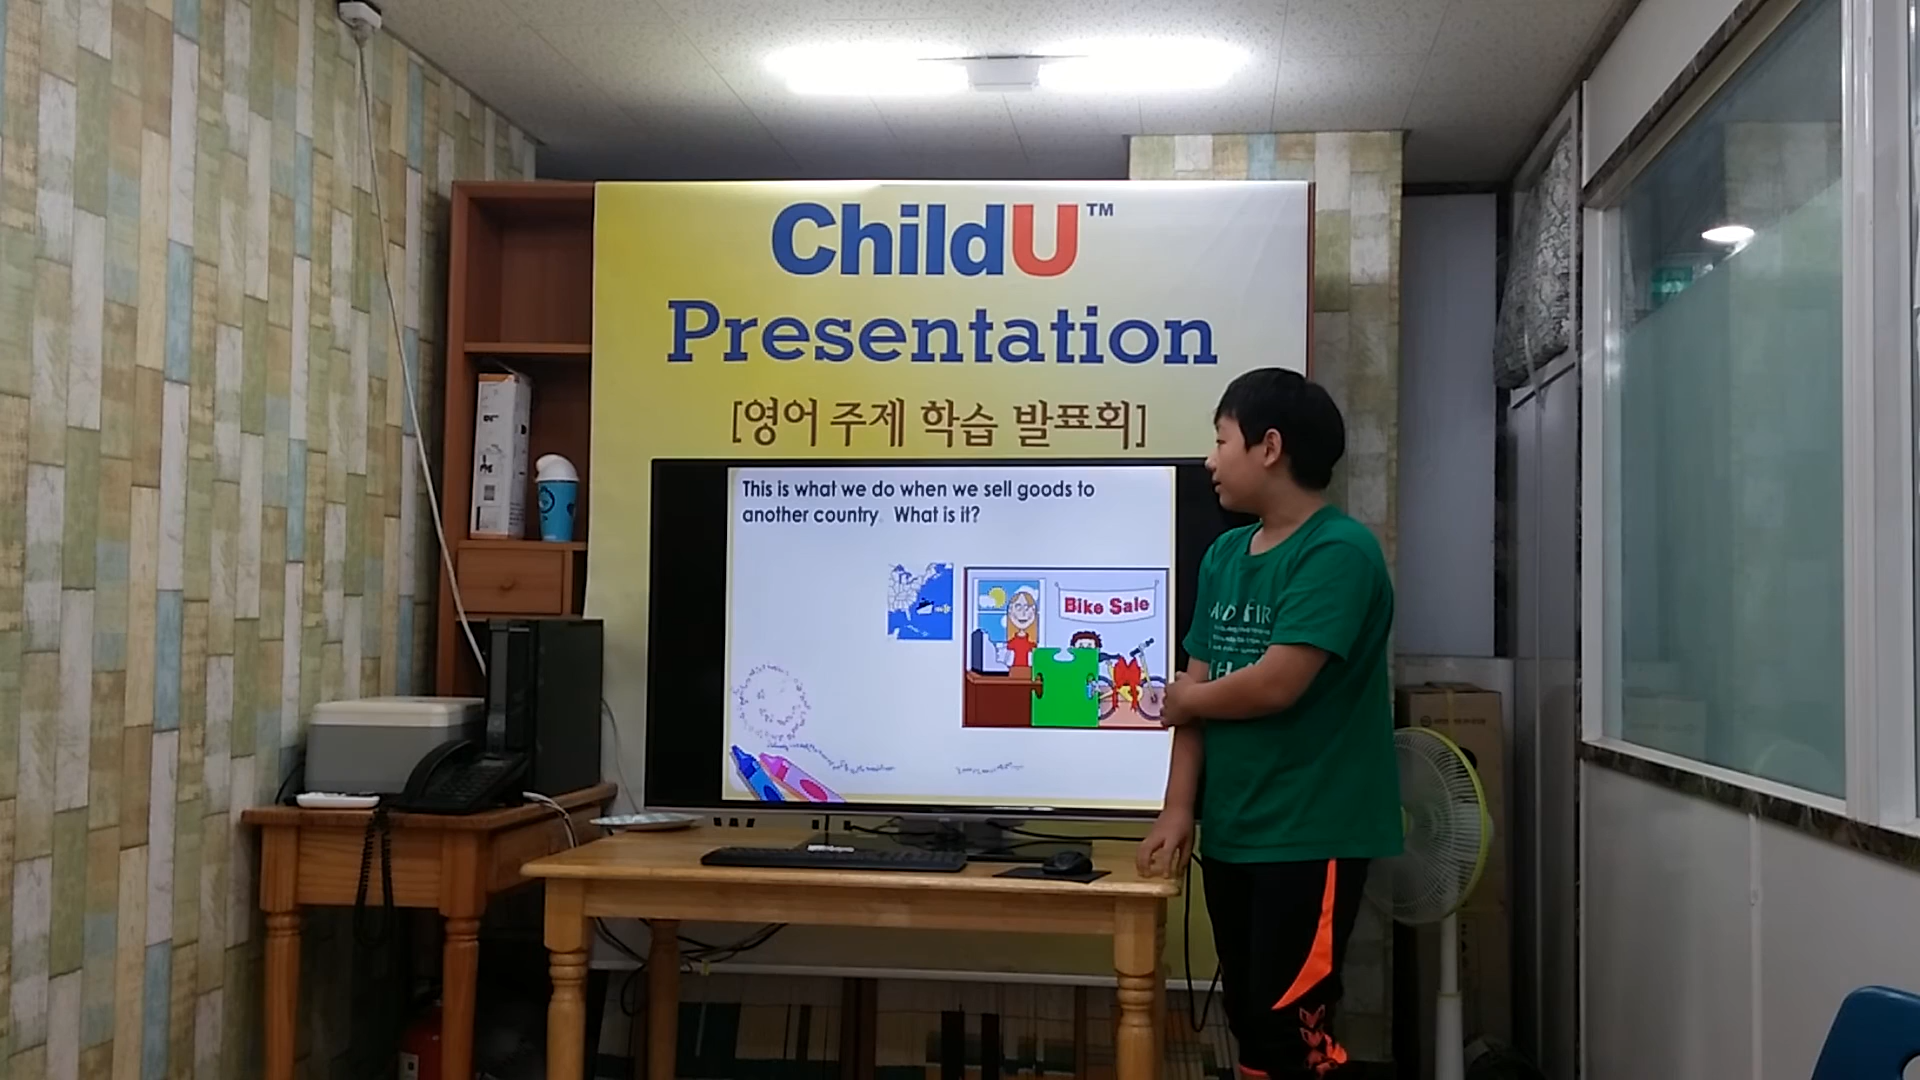 ChildU™
Presentation
[영어 주제 학습 발표회]
This is what we do when we sell goods to
another country. What is it?
Bike Sale